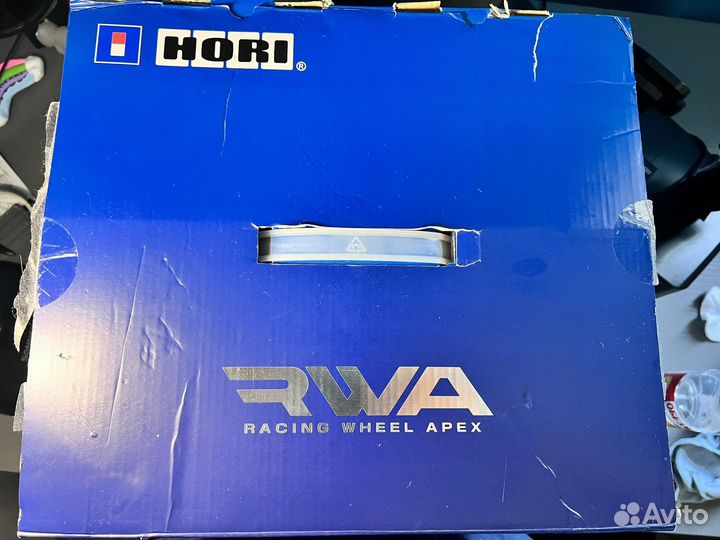 HORI®
RWA
RACING WHEEL APEX
Avito